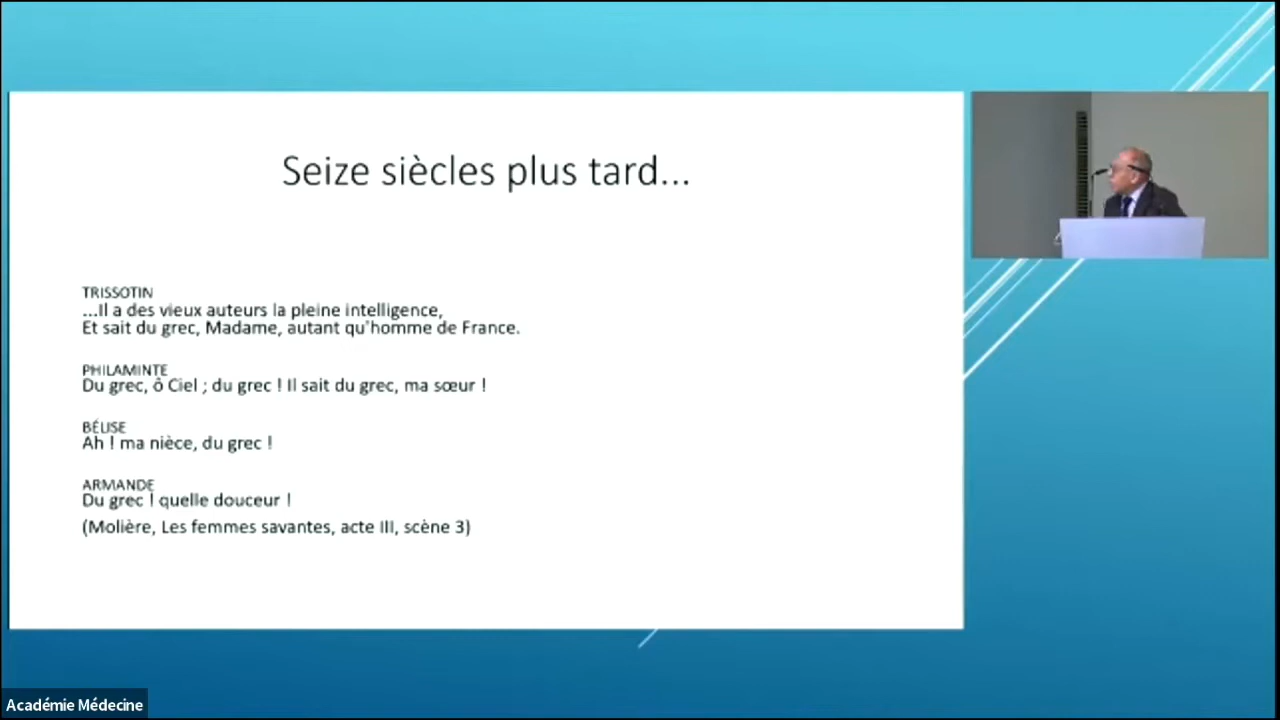 Seize siècles plus tard...
TRISSOTIN
...Il a des vieux auteurs la pleine intelligence,
Et sait du grec, Madame, autant qu'homme de France.
PHILAMINTE
Du grec, ô Ciel ; du grec ! Il sait du grec, ma sœur !
BÉLISE
Ah ! ma nièce, du grec !
ARMANDE
Du grec ! quelle douceur !
(Molière, Les femmes savantes, acte III, scène 3)
Académie Médecine